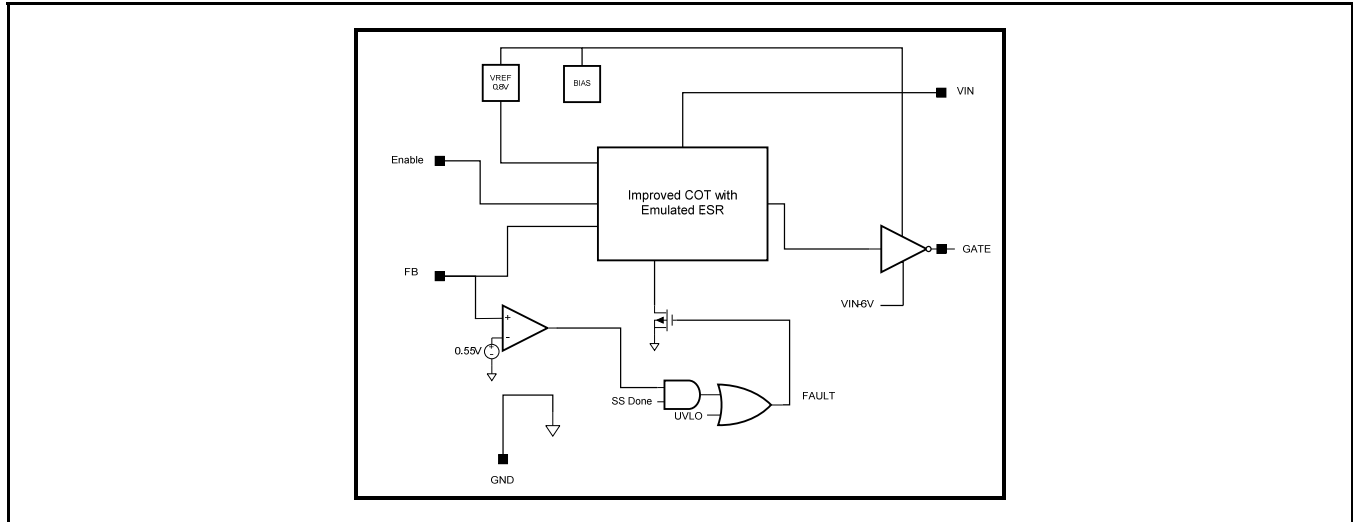 VREF
0.8V
BIAS
VIN
Enable
Improved COT with
Emulated ESR
GATE
FB
VIN-6V
+
-
0.55V
+
-
SS Done
UVLO
FAULT
GND